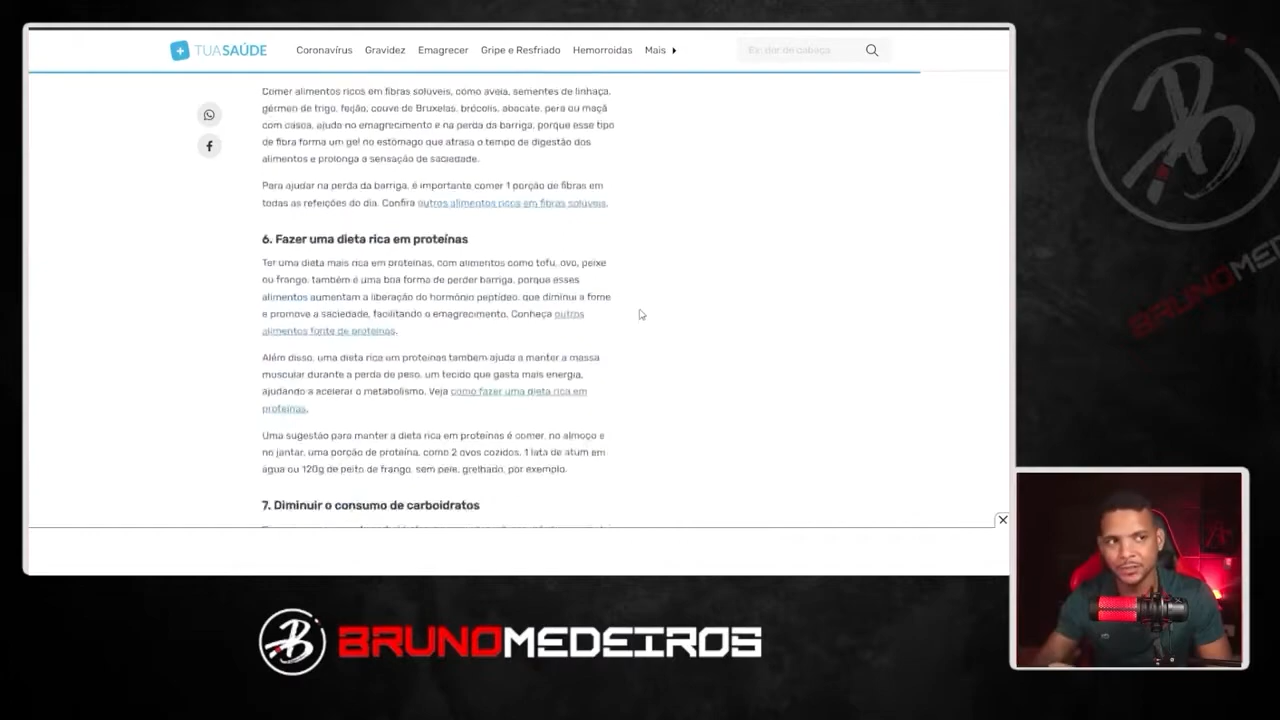 TUASAÚDE Coronavírus Gravidez Emagrecer Gripe e Resfriado Hemorroidas Mais Ex.: dor de cabeça
Comer alimentos ricos em fibras solúveis, como aveia, sementes de linhaça,
gérmen de trigo, feijão, couve de Bruxelas, brócolis, abacate, pera ou maçã
com casca, ajuda no emagrecimento e na perda da barriga, porque esse tipo
de fibra forma um gel no estômago que atrasa o tempo de digestão dos
alimentos e prolonga a sensação de saciedade.
Para ajudar na perda da barriga, é importante comer 1 porção de fibras em
todas as refeições do dia. Confira outros alimentos ricos em fibras solúveis.
6. Fazer uma dieta rica em proteínas
Ter uma dieta mais rica em proteínas, com alimentos como tofu, ovo, peixe
ou frango, também é uma boa forma de perder barriga, porque esses
alimentos aumentam a liberação do hormônio peptídeo, que diminui a fome
e promove a saciedade, facilitando o emagrecimento. Conheça outros
alimentos fonte de proteínas.
Além disso, uma dieta rica em proteínas também ajuda a manter a massa
muscular durante a perda de peso, um tecido que gasta mais energia,
ajudando a acelerar o metabolismo. Veja como fazer uma dieta rica em
proteínas.
Uma sugestão para manter a dieta rica em proteínas é comer, no almoço e
no jantar, uma porção de proteína, como 2 ovos cozidos, 1 lata de atum em
água ou 120g de peito de frango, sem pele, grelhado, por exemplo.
7. Diminuir o consumo de carboidratos
BRUNOMEDEIROS
BRUNOMEDE